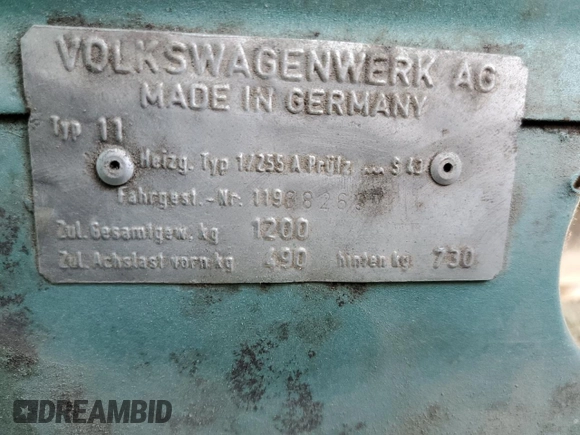 VOLKSWAGENWERK AG
MADE IN GERMANY
Typ 11
Heizg. Typ 1/255 A Prüfz ... S 43
Fahrgest.-Nr.
Zul. Gesamtgew. kg 1200
Zul. Achslast vorn.kg 490 hinten kg 730
DREAMBID